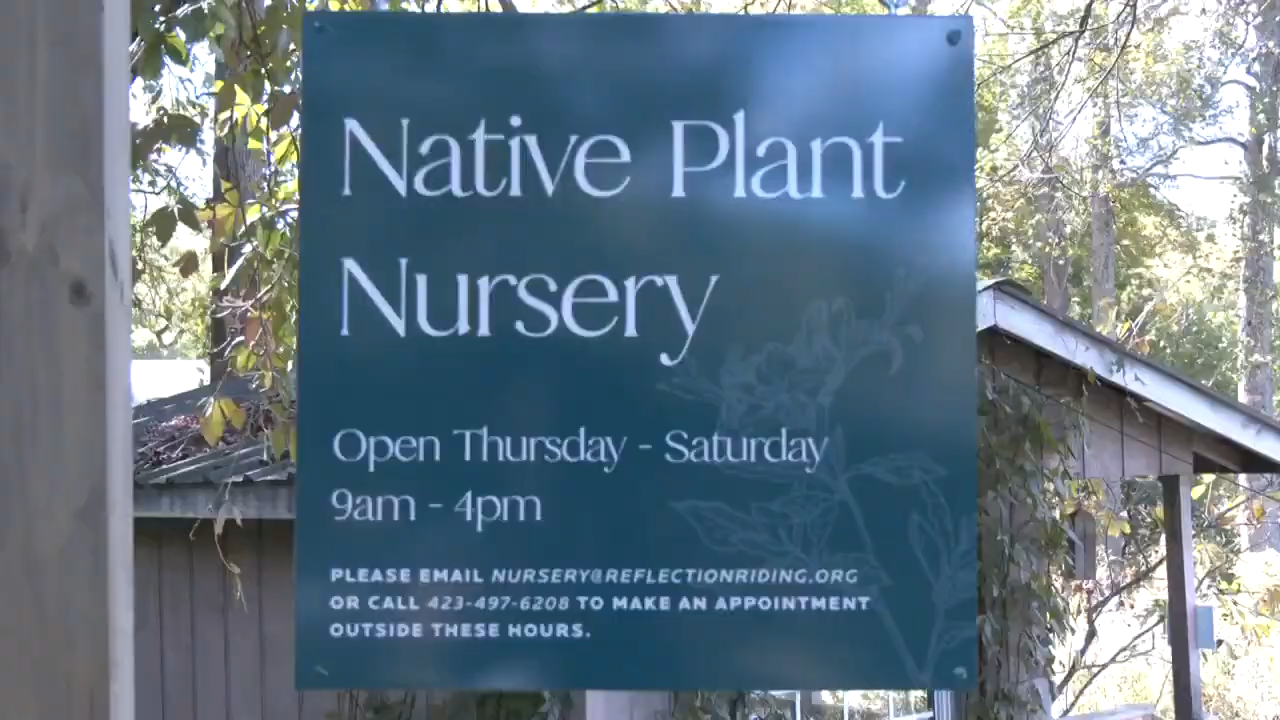 Native Plant
Nursery
Open Thursday - Saturday
9am - 4pm
PLEASE EMAIL NURSERY@REFLECTIONRIDING.ORG
OR CALL 423-497-6208 TO MAKE AN APPOINTMENT
OUTSIDE THESE HOURS.